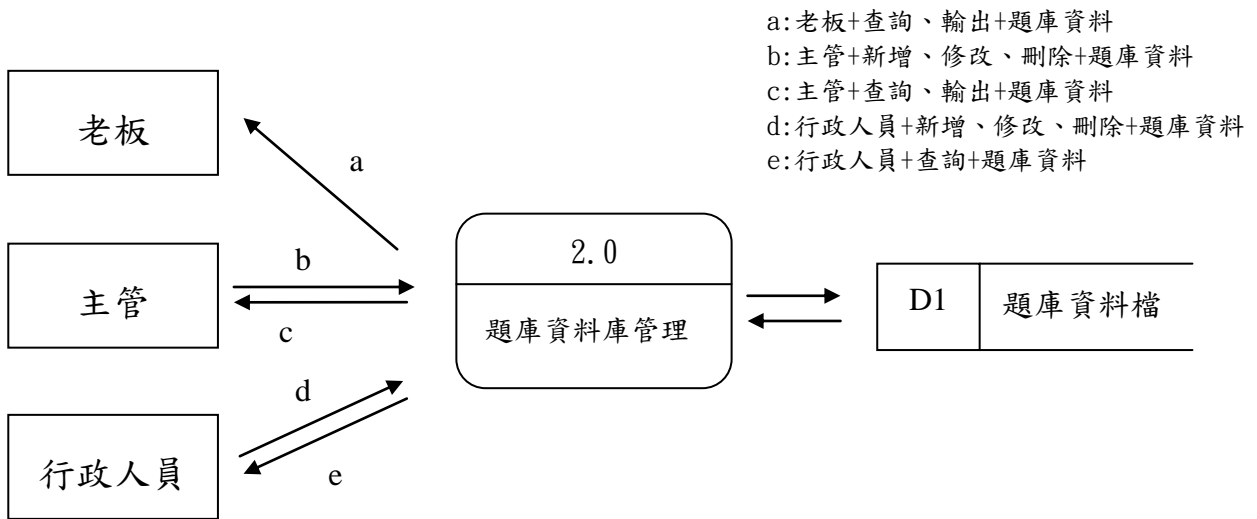 a:老板+查詢、輸出+題庫資料
b:主管+新增、修改、刪除+題庫資料
c:主管+查詢、輸出+題庫資料
d:行政人員+新增、修改、刪除+題庫資料
e:行政人員+查詢+題庫資料
老板
a
主管
b
c
2.0
題庫資料庫管理
D1
題庫資料檔
行政人員
d
e